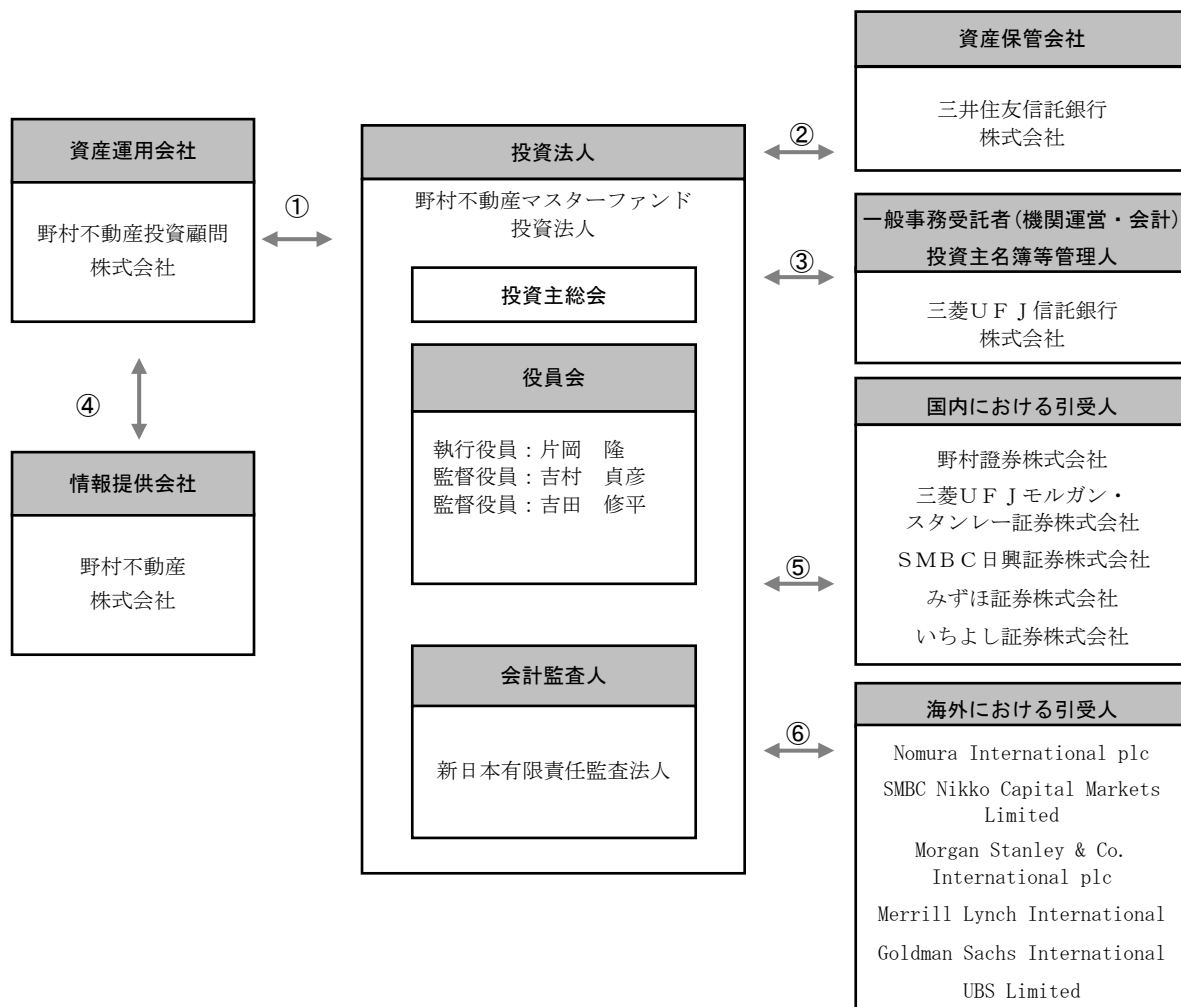 資産運用会社
野村不動産投資顧問
株式会社
①
④
情報提供会社
野村不動産
株式会社
投資法人
野村不動産マスターファンド
投資法人
投資主総会
役員会
執行役員：片岡　隆
監督役員：吉村　貞彦
監督役員：吉田　修平
会計監査人
新日本有限責任監査法人
②
資産保管会社
三井住友信託銀行
株式会社
③
一般事務受託者(機関運営・会計)
投資主名簿等管理人
三菱ＵＦＪ信託銀行
株式会社
⑤
国内における引受人
野村證券株式会社
三菱ＵＦＪモルガン・
スタンレー証券株式会社
ＳＭＢＣ日興証券株式会社
みずほ証券株式会社
いちよし証券株式会社
⑥
海外における引受人
Nomura International plc
SMBC Nikko Capital Markets
Limited
Morgan Stanley & Co.
International plc
Merrill Lynch International
Goldman Sachs International
UBS Limited